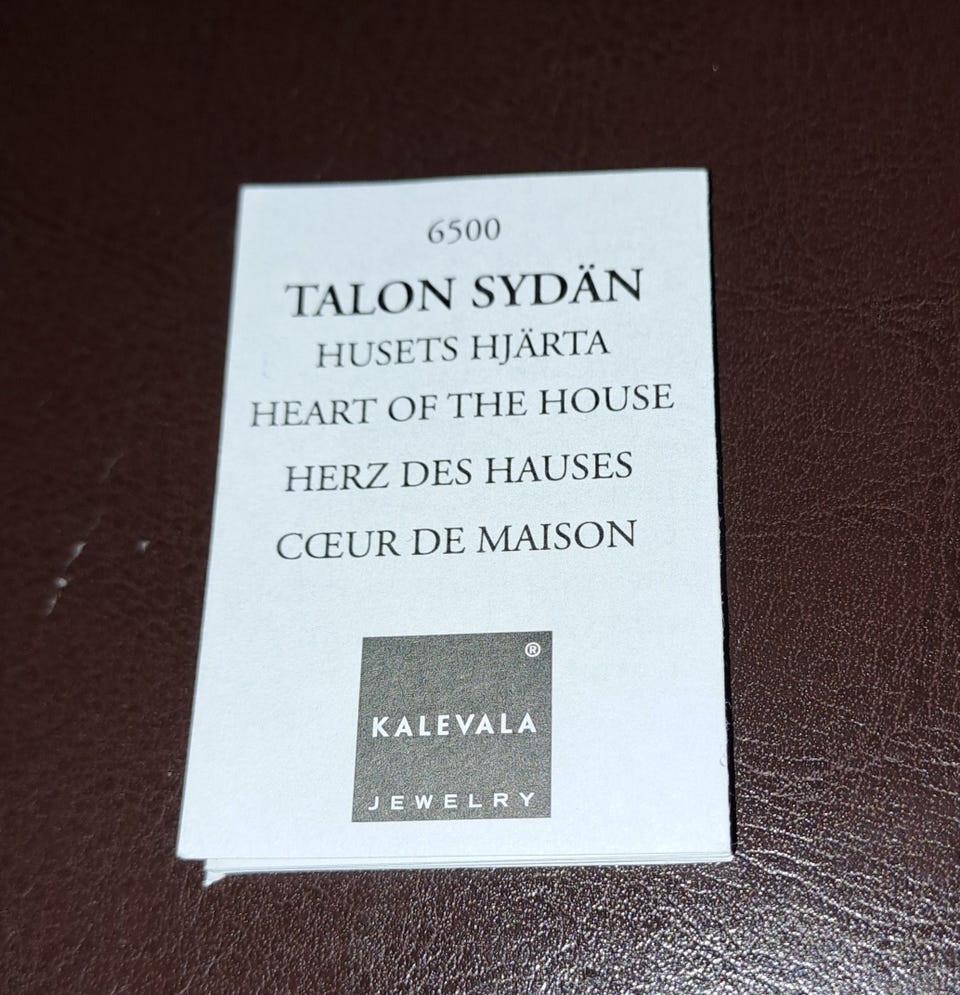 6500
TALON SYDÄN
HUSETS HJÄRTA
HEART OF THE HOUSE
HERZ DES HAUSES
CŒUR DE MAISON
®
KALEVALA
JEWELRY